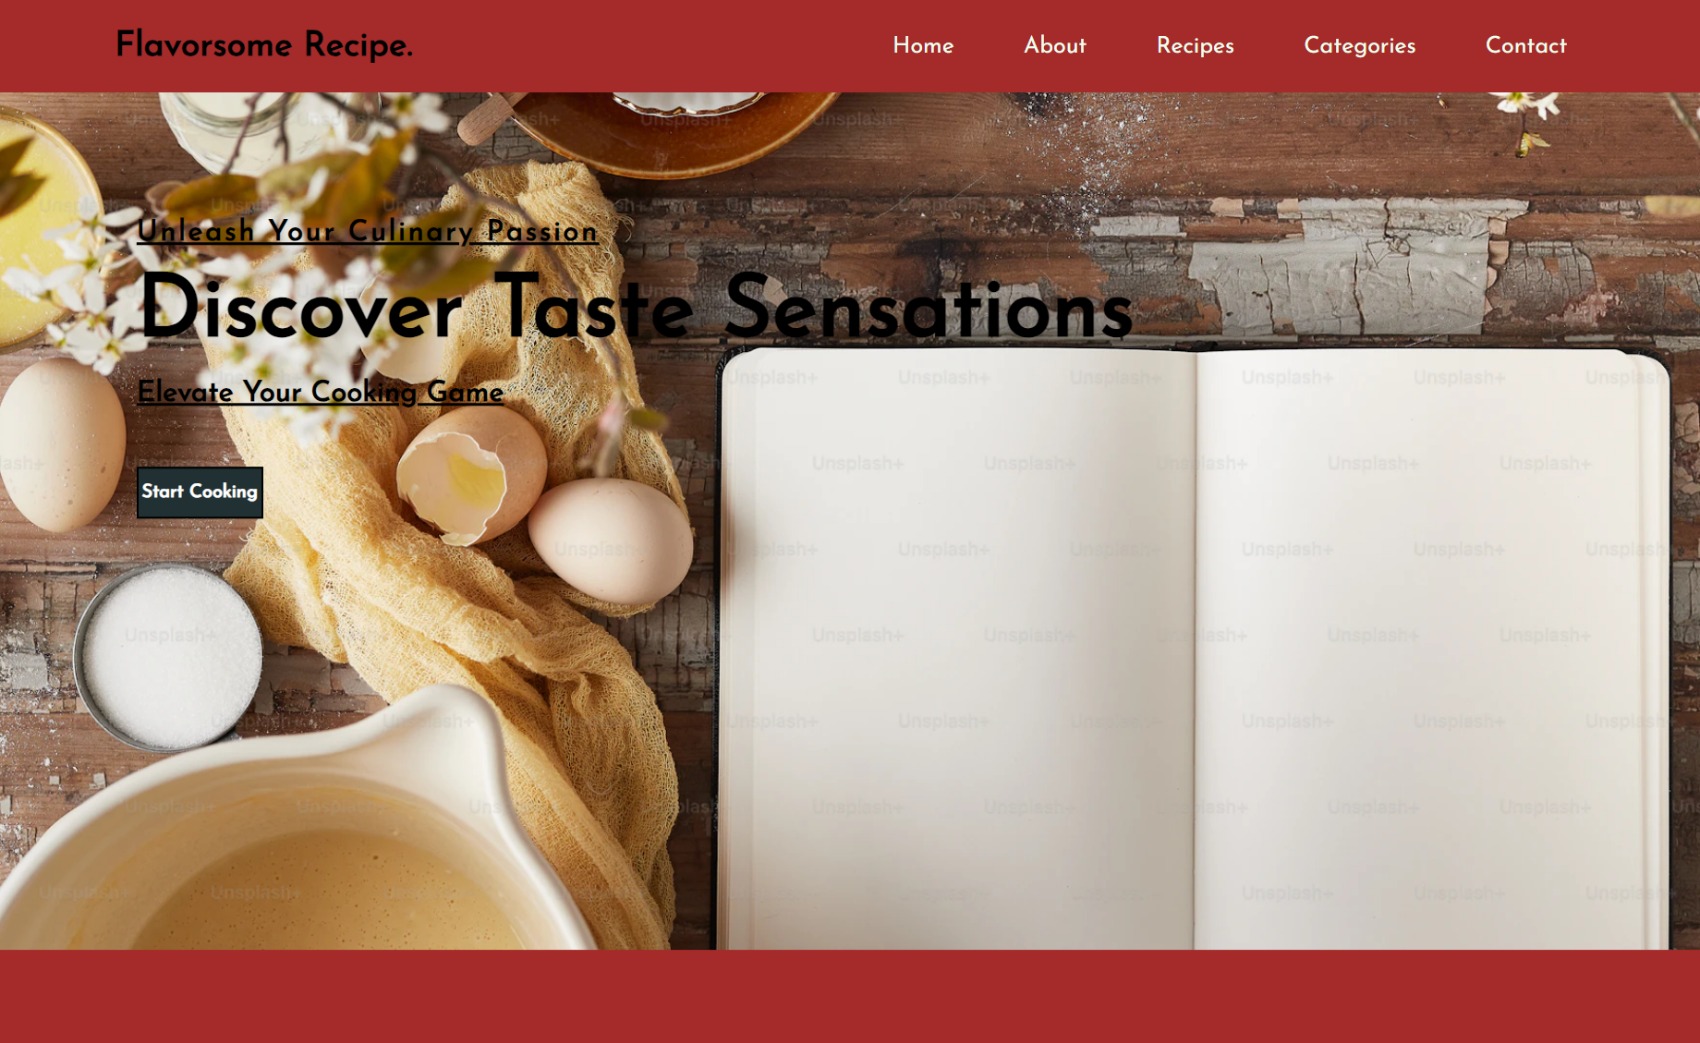 Flavorsome Recipe.
Home About Recipes Categories Contact
Unleash Your Culinary Passion
Discover Taste Sensations
Elevate Your Cooking Game
Start Cooking
Unsplash+